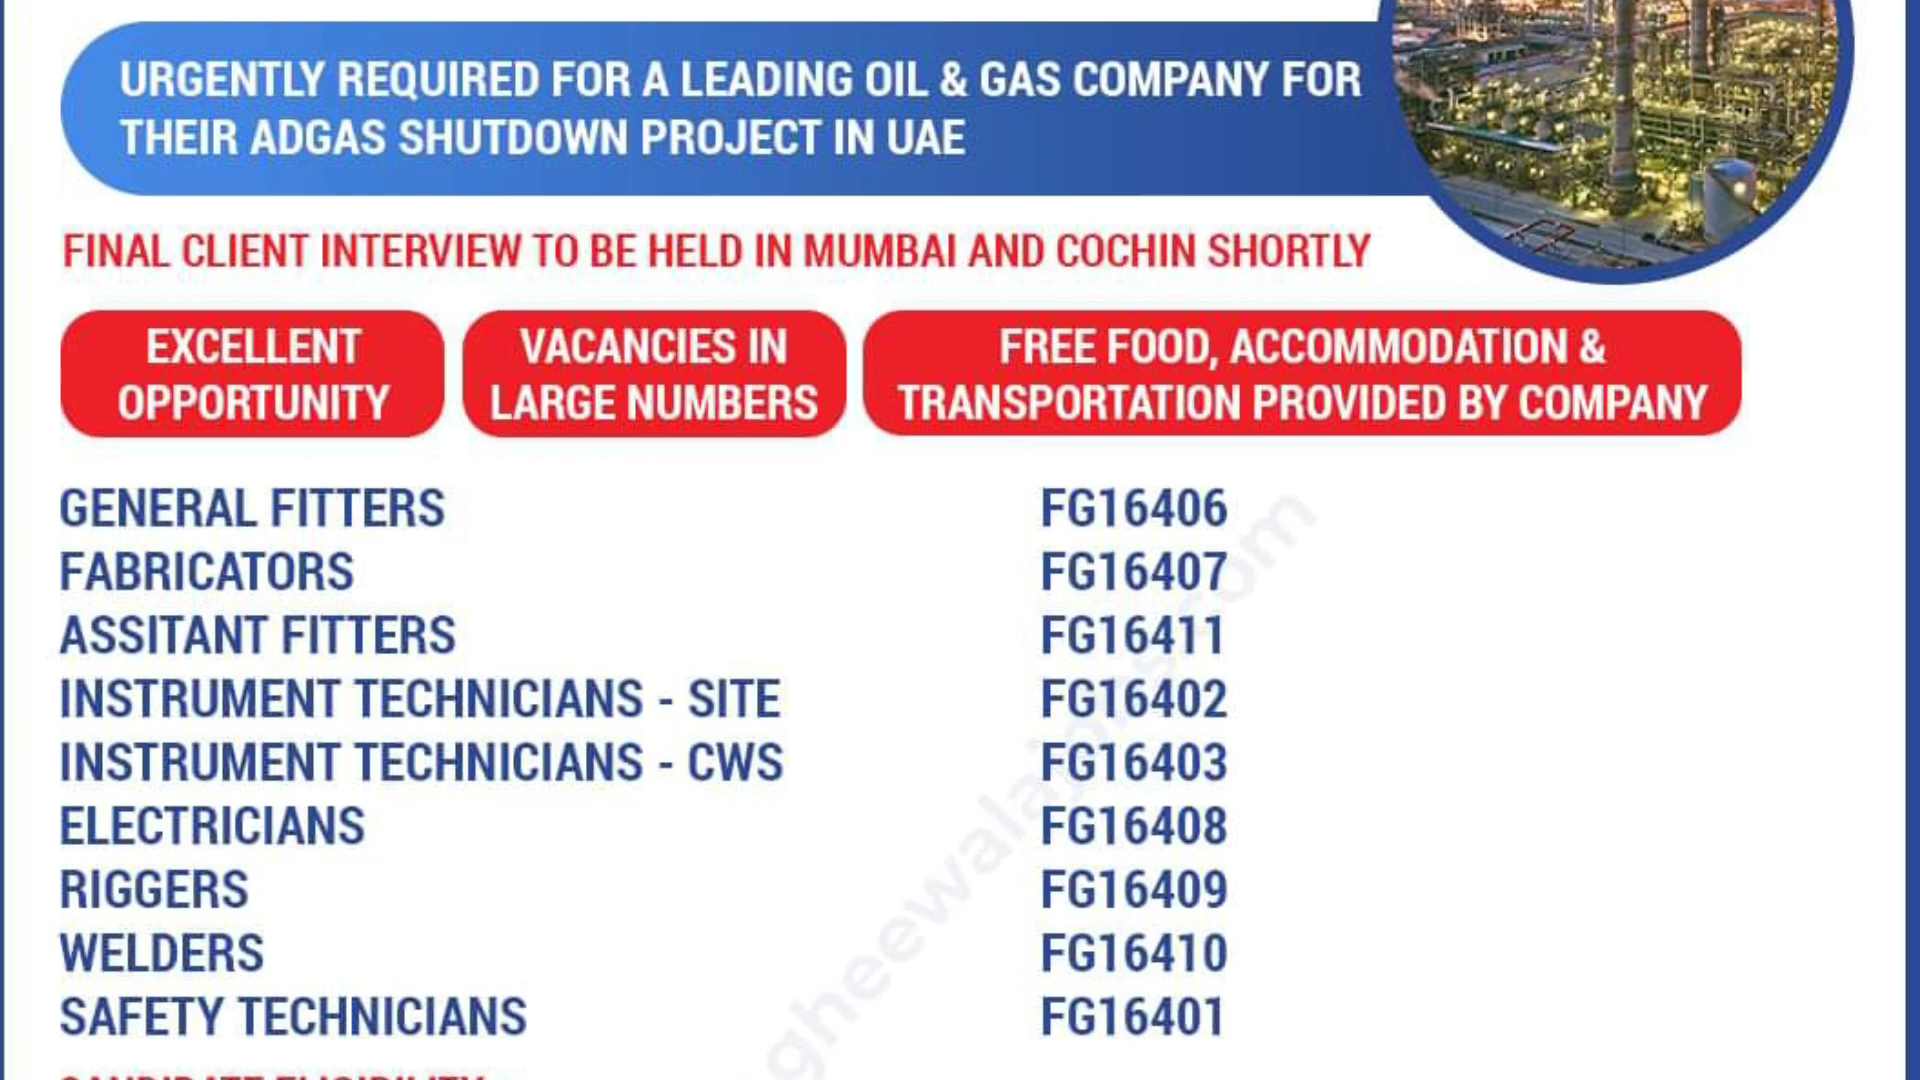 URGENTLY REQUIRED FOR A LEADING OIL & GAS COMPANY FOR
THEIR ADGAS SHUTDOWN PROJECT IN UAE
FINAL CLIENT INTERVIEW TO BE HELD IN MUMBAI AND COCHIN SHORTLY
EXCELLENT
OPPORTUNITY
VACANCIES IN
LARGE NUMBERS
FREE FOOD, ACCOMMODATION &
TRANSPORTATION PROVIDED BY COMPANY
GENERAL FITTERS FG16406
FABRICATORS FG16407
ASSITANT FITTERS FG16411
INSTRUMENT TECHNICIANS - SITE FG16402
INSTRUMENT TECHNICIANS - CWS FG16403
ELECTRICIANS FG16408
RIGGERS FG16409
WELDERS FG16410
SAFETY TECHNICIANS FG16401